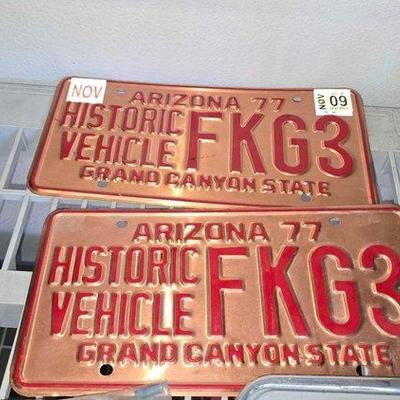 NOV
NOV 09
ARIZONA 77
HISTORIC VEHICLE FKG3
GRAND CANYON STATE
ARIZONA 77
HISTORIC VEHICLE FKG3
GRAND CANYON STATE